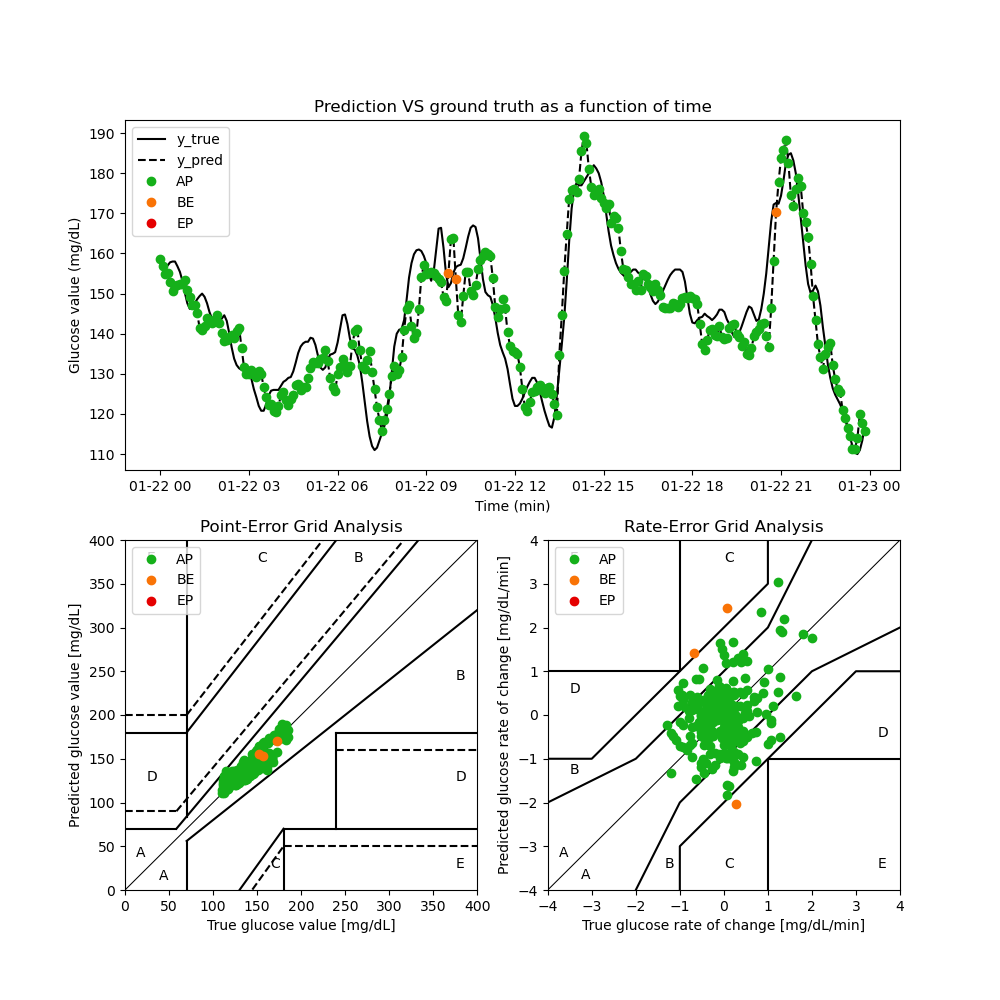 Prediction VS ground truth as a function of time
Glucose value (mg/dL)
190
180
170
160
150
140
130
120
110
y_true
y_pred
AP
BE
EP
01-22 00 01-22 03 01-22 06 01-22 09 01-22 12 01-22 15 01-22 18 01-22 21 01-23 00
Time (min)
Point-Error Grid Analysis
Predicted glucose value [mg/dL]
400
350
300
250
200
150
100
50
0
AP
BE
EP
C B
B
D D
A A C E
0 50 100 150 200 250 300 350 400
True glucose value [mg/dL]
Rate-Error Grid Analysis
Predicted glucose rate of change [mg/dL/min]
4
3
2
1
0
−1
−2
−3
−4
AP
BE
EP
C
D
D
B
A
A B C E
−4 −3 −2 −1 0 1 2 3 4
True glucose rate of change [mg/dL/min]